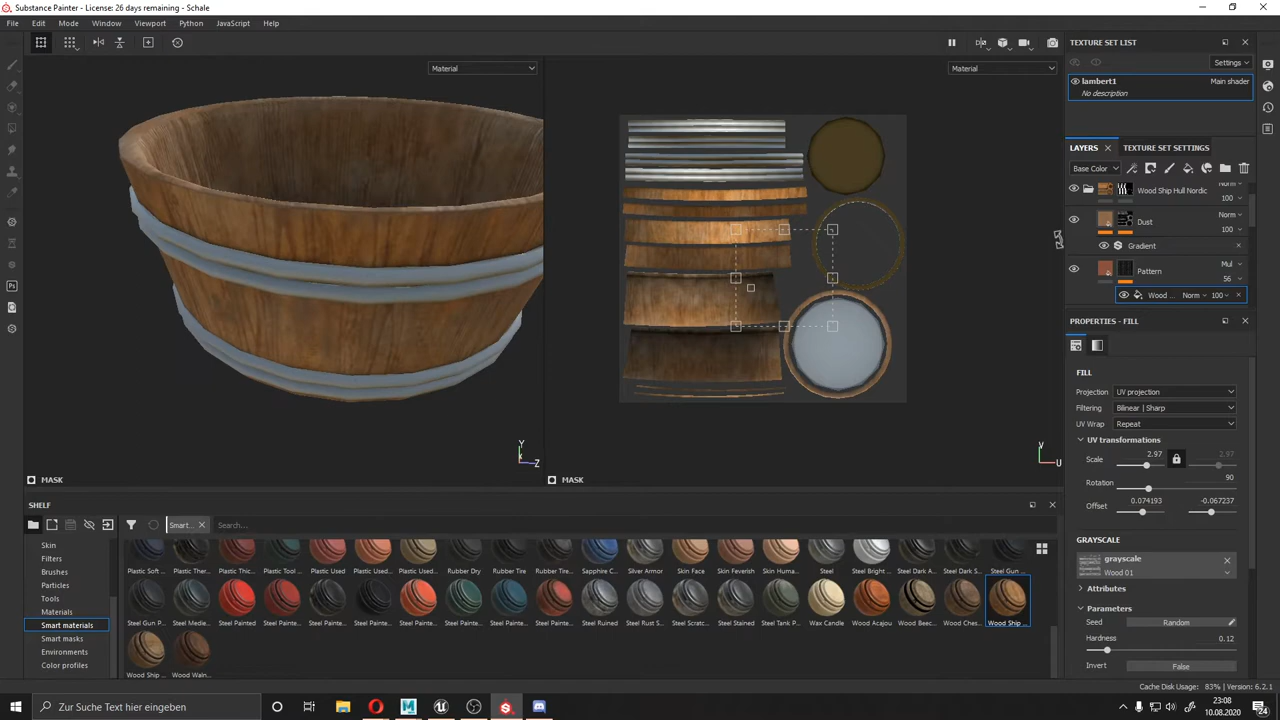 Substance Painter - License: 26 days remaining - Schale
File Edit Mode Window Viewport Python JavaScript Help
Material
Material
TEXTURE SET LIST
Settings
lambert1 Main shader
No description
LAYERS TEXTURE SET SETTINGS
Base Color
Wood Ship Hull Nordic Norm
100
Dust Norm
100
Gradient
Pattern Mul
56
Wood ... Norm 100
PROPERTIES - FILL
FILL
Projection UV projection
Filtering Bilinear | Sharp
UV Wrap Repeat
UV transformations
Scale 2.97 2.97
Rotation 90
Offset 0.074193 -0.067237
GRAYSCALE
grayscale
Wood 01
Attributes
Parameters
Seed Random
Hardness 0.12
Invert False
Y
Z
V
U
MASK
MASK
SHELF
Smart... Search...
Skin
Filters
Brushes
Particles
Tools
Materials
Smart materials
Smart masks
Environments
Color profiles
Plastic Soft ... Plastic Ther... Plastic Thic... Plastic Tool ... Plastic Used Plastic Used... Plastic Used... Rubber Dry Rubber Tire Rubber Tire... Sapphire C... Silver Armor Skin Face Skin Feverish Skin Huma... Steel Steel Bright ... Steel Dark A... Steel Dark S... Steel Gun ...
Steel Gun P... Steel Medie... Steel Painted Steel Painte... Steel Painte... Steel Painte... Steel Painte... Steel Painte... Steel Painte... Steel Ruined Steel Rust S... Steel Scratc... Steel Stained Steel Tank P... Wax Candle Wood Acajou Wood Beec... Wood Ches... Wood Ship ...
Wood Ship ... Wood Waln...
Cache Disk Usage: 83% | Version: 6.2.1
Zur Suche Text hier eingeben
23:08
10.08.2020
24